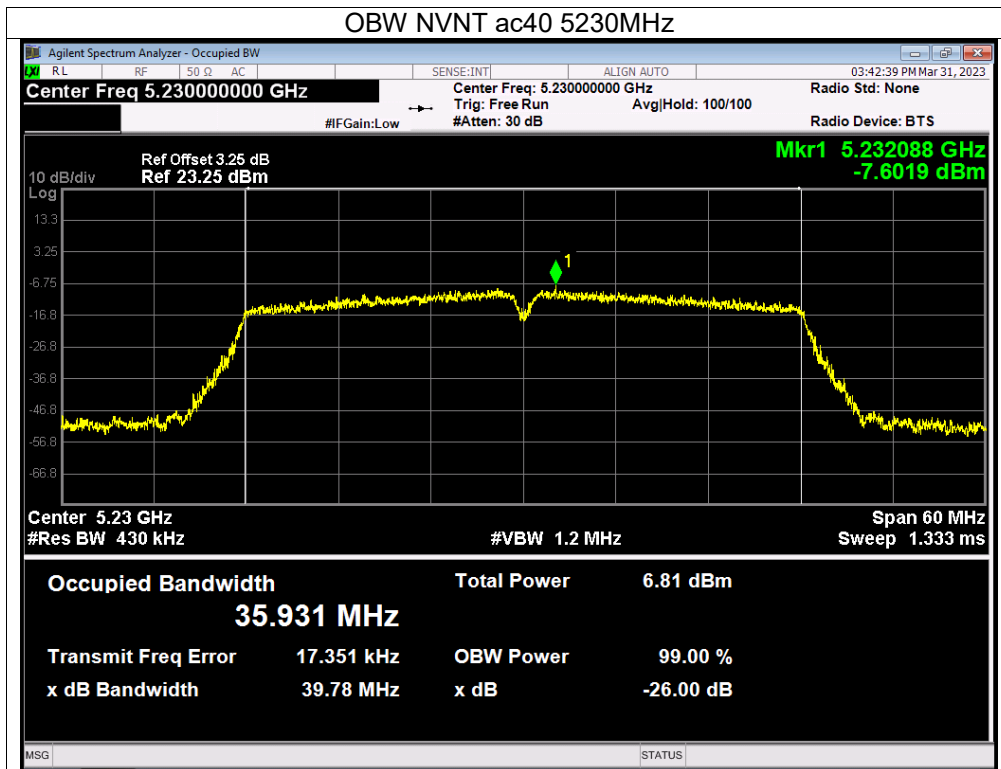 OBW NVNT ac40 5230MHz
Agilent Spectrum Analyzer - Occupied BW
LXI RL RF 50 Ω AC SENSE:INT ALIGN AUTO 03:42:39 PM Mar 31, 2023
Center Freq 5.230000000 GHz Center Freq: 5.230000000 GHz Radio Std: None
Trig: Free Run Avg|Hold: 100/100
#IFGain:Low #Atten: 30 dB Radio Device: BTS
Ref Offset 3.25 dB Mkr1 5.232088 GHz
10 dB/div Ref 23.25 dBm -7.6019 dBm
Log
13.3
3.25
1
-6.75
-16.8
-26.8
-36.8
-46.8
-56.8
-66.8
Center 5.23 GHz Span 60 MHz
#Res BW 430 kHz #VBW 1.2 MHz Sweep 1.333 ms
Occupied Bandwidth Total Power 6.81 dBm
35.931 MHz
Transmit Freq Error 17.351 kHz OBW Power 99.00 %
x dB Bandwidth 39.78 MHz x dB -26.00 dB
MSG STATUS